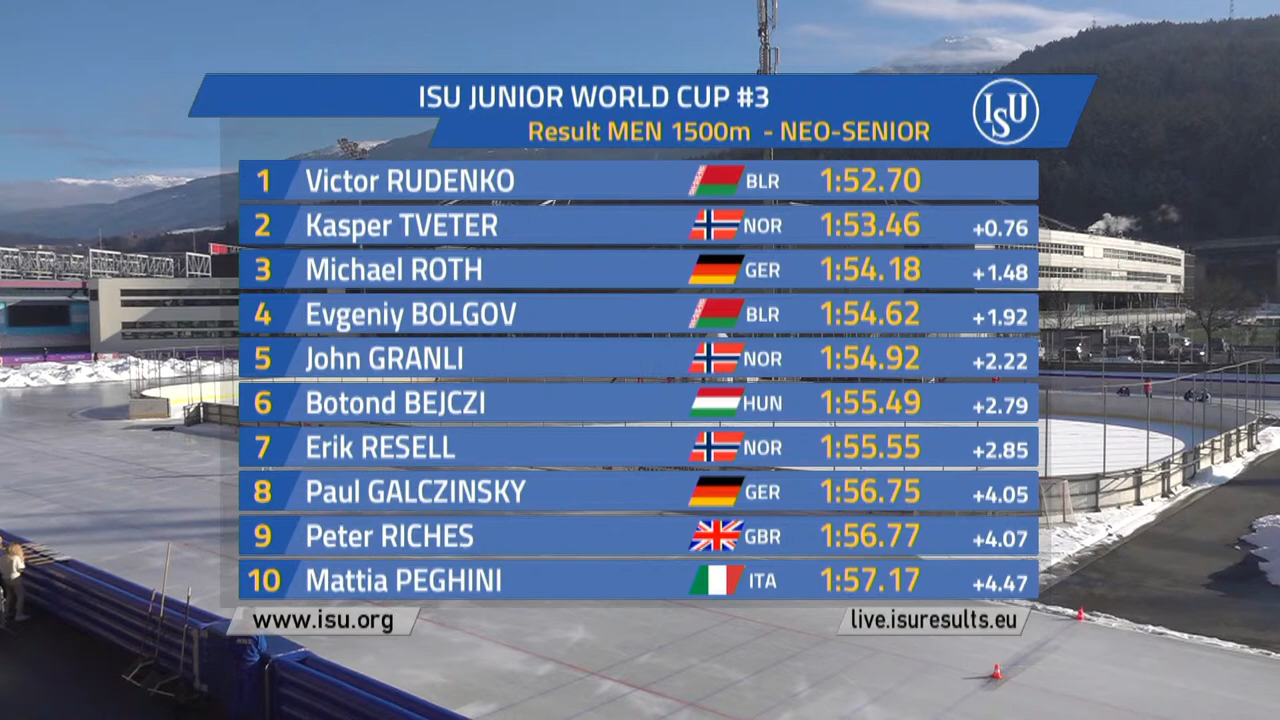 ISU JUNIOR WORLD CUP #3
ISU
Result MEN 1500m - NEO-SENIOR
1 Victor RUDENKO BLR 1:52.70
2 Kasper TVETER NOR 1:53.46 +0.76
3 Michael ROTH GER 1:54.18 +1.48
4 Evgeniy BOLGOV BLR 1:54.62 +1.92
5 John GRANLI NOR 1:54.92 +2.22
6 Botond BEJCZI HUN 1:55.49 +2.79
7 Erik RESELL NOR 1:55.55 +2.85
8 Paul GALCZINSKY GER 1:56.75 +4.05
9 Peter RICHES GBR 1:56.77 +4.07
10 Mattia PEGHINI ITA 1:57.17 +4.47
www.isu.org live.isuresults.eu